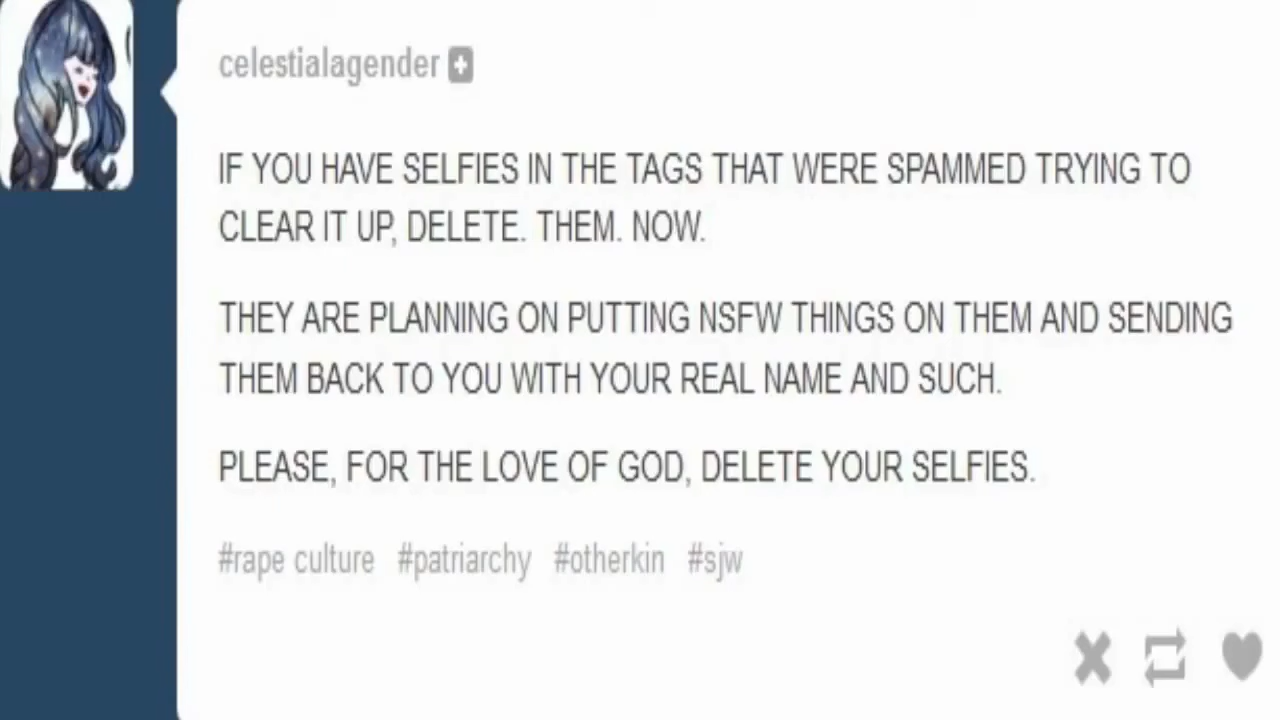 celestialagender
IF YOU HAVE SELFIES IN THE TAGS THAT WERE SPAMMED TRYING TO
CLEAR IT UP, DELETE. THEM. NOW.
THEY ARE PLANNING ON PUTTING NSFW THINGS ON THEM AND SENDING
THEM BACK TO YOU WITH YOUR REAL NAME AND SUCH.
PLEASE, FOR THE LOVE OF GOD, DELETE YOUR SELFIES.
#rape culture #patriarchy #otherkin #sjw